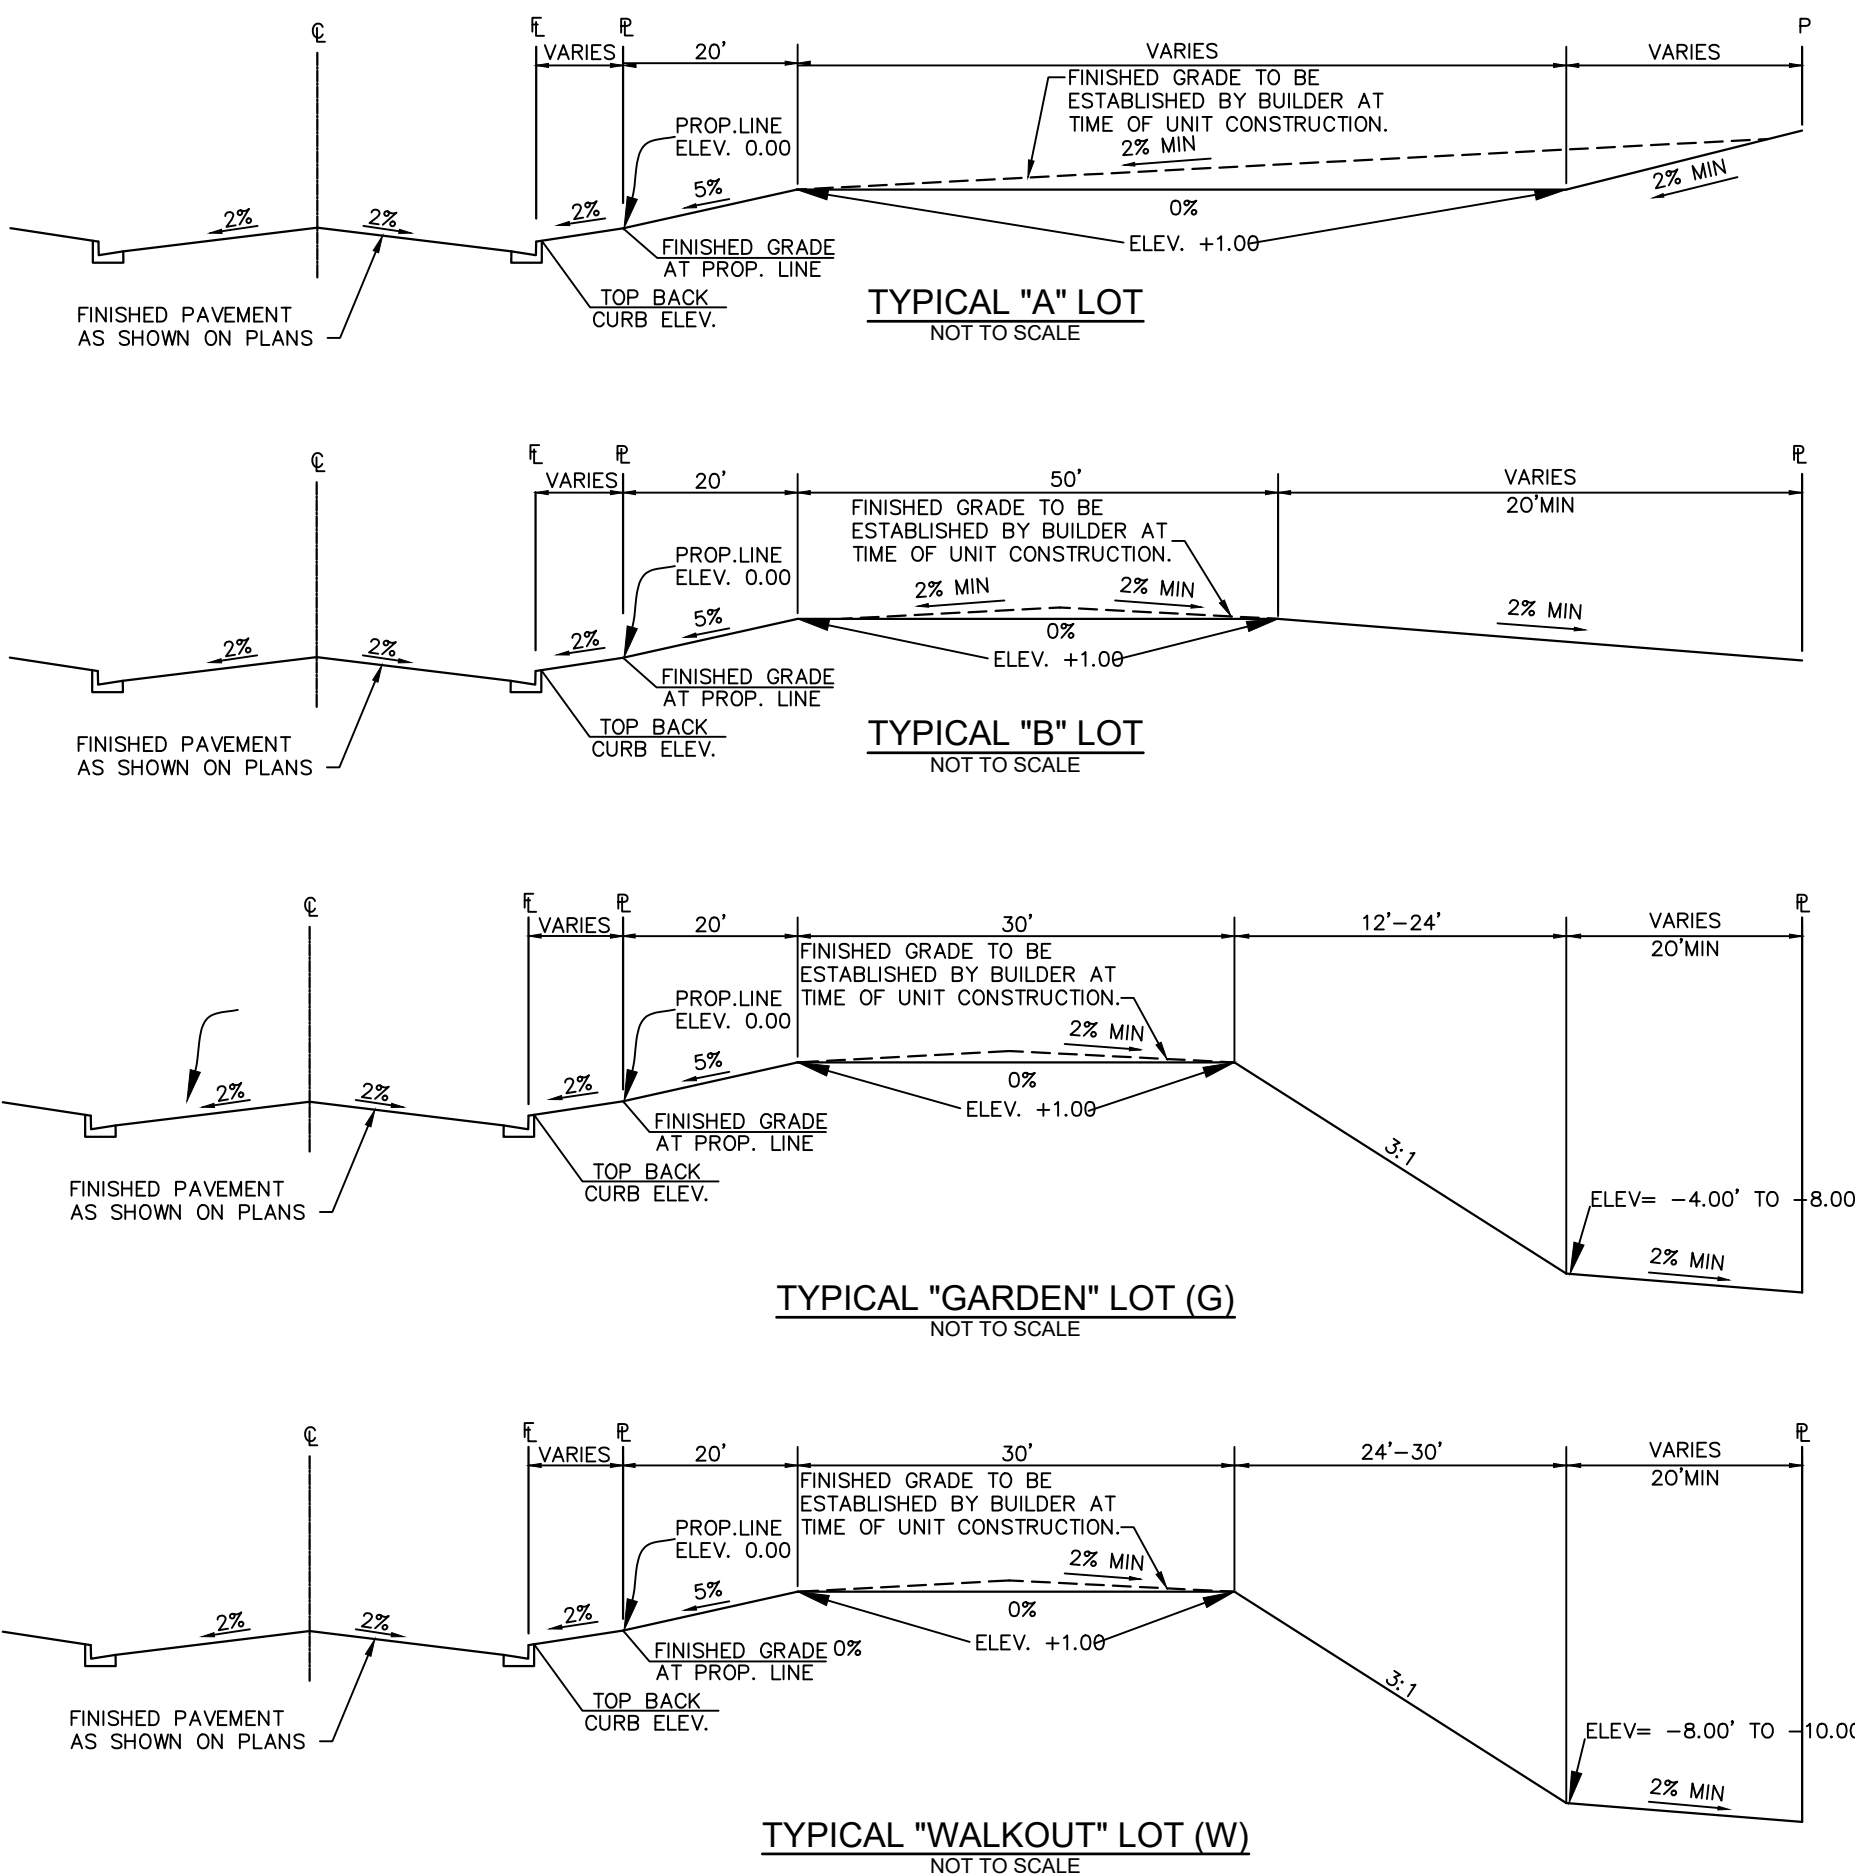 ℄ FL PL P
VARIES 20' VARIES VARIES
FINISHED GRADE TO BE
ESTABLISHED BY BUILDER AT
TIME OF UNIT CONSTRUCTION.
PROP.LINE
ELEV. 0.00
2% MIN
2% MIN
5%
0%
2% 2% 2%
ELEV. +1.00
FINISHED GRADE
AT PROP. LINE
TOP BACK
CURB ELEV.
FINISHED PAVEMENT
AS SHOWN ON PLANS
TYPICAL "A" LOT
NOT TO SCALE
℄ FL PL PL
VARIES 20' 50' VARIES
20'MIN
FINISHED GRADE TO BE
ESTABLISHED BY BUILDER AT
TIME OF UNIT CONSTRUCTION.
PROP.LINE
ELEV. 0.00
2% MIN 2% MIN 2% MIN
5%
0%
2% 2% 2%
ELEV. +1.00
FINISHED GRADE
AT PROP. LINE
TOP BACK
CURB ELEV.
FINISHED PAVEMENT
AS SHOWN ON PLANS
TYPICAL "B" LOT
NOT TO SCALE
℄ FL PL PL
VARIES 20' 30' 12'-24' VARIES
20'MIN
FINISHED GRADE TO BE
ESTABLISHED BY BUILDER AT
TIME OF UNIT CONSTRUCTION.
PROP.LINE
ELEV. 0.00
2% MIN
5%
0%
2% 2% 2%
ELEV. +1.00
FINISHED GRADE
AT PROP. LINE
3:1
TOP BACK
CURB ELEV.
FINISHED PAVEMENT
AS SHOWN ON PLANS
ELEV= -4.00' TO -8.00
2% MIN
TYPICAL "GARDEN" LOT (G)
NOT TO SCALE
℄ FL PL PL
VARIES 20' 30' 24'-30' VARIES
20'MIN
FINISHED GRADE TO BE
ESTABLISHED BY BUILDER AT
TIME OF UNIT CONSTRUCTION.
PROP.LINE
ELEV. 0.00
2% MIN
5%
0%
2% 2% 2%
ELEV. +1.00
FINISHED GRADE 0%
AT PROP. LINE
3:1
TOP BACK
CURB ELEV.
FINISHED PAVEMENT
AS SHOWN ON PLANS
ELEV= -8.00' TO -10.00
2% MIN
TYPICAL "WALKOUT" LOT (W)
NOT TO SCALE